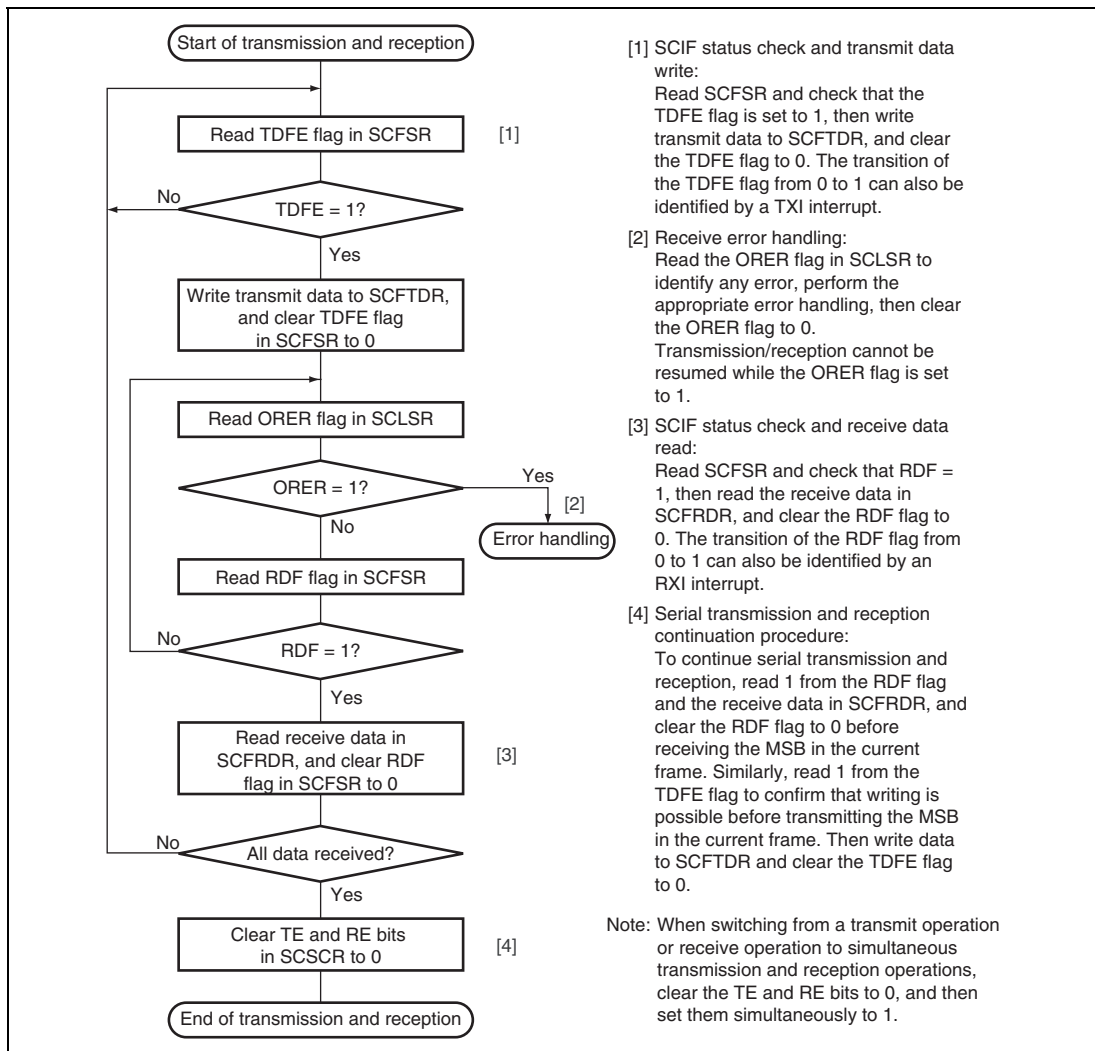 Start of transmission and reception
Read TDFE flag in SCFSR
[1]
No
TDFE = 1?
Yes
Write transmit data to SCFTDR,
and clear TDFE flag
in SCFSR to 0
Read ORER flag in SCLSR
ORER = 1?
Yes
[2]
Error handling
No
Read RDF flag in SCFSR
No
RDF = 1?
Yes
Read receive data in
SCFRDR, and clear RDF
flag in SCFSR to 0
[3]
No
All data received?
Yes
Clear TE and RE bits
in SCSCR to 0
[4]
End of transmission and reception
[1] SCIF status check and transmit data
write:
Read SCFSR and check that the
TDFE flag is set to 1, then write
transmit data to SCFTDR, and clear
the TDFE flag to 0. The transition of
the TDFE flag from 0 to 1 can also be
identified by a TXI interrupt.
[2] Receive error handling:
Read the ORER flag in SCLSR to
identify any error, perform the
appropriate error handling, then clear
the ORER flag to 0.
Transmission/reception cannot be
resumed while the ORER flag is set
to 1.
[3] SCIF status check and receive data
read:
Read SCFSR and check that RDF =
1, then read the receive data in
SCFRDR, and clear the RDF flag to
0. The transition of the RDF flag from
0 to 1 can also be identified by an
RXI interrupt.
[4] Serial transmission and reception
continuation procedure:
To continue serial transmission and
reception, read 1 from the RDF flag
and the receive data in SCFRDR, and
clear the RDF flag to 0 before
receiving the MSB in the current
frame. Similarly, read 1 from the
TDFE flag to confirm that writing is
possible before transmitting the MSB
in the current frame. Then write data
to SCFTDR and clear the TDFE flag
to 0.
Note: When switching from a transmit operation
or receive operation to simultaneous
transmission and reception operations,
clear the TE and RE bits to 0, and then
set them simultaneously to 1.